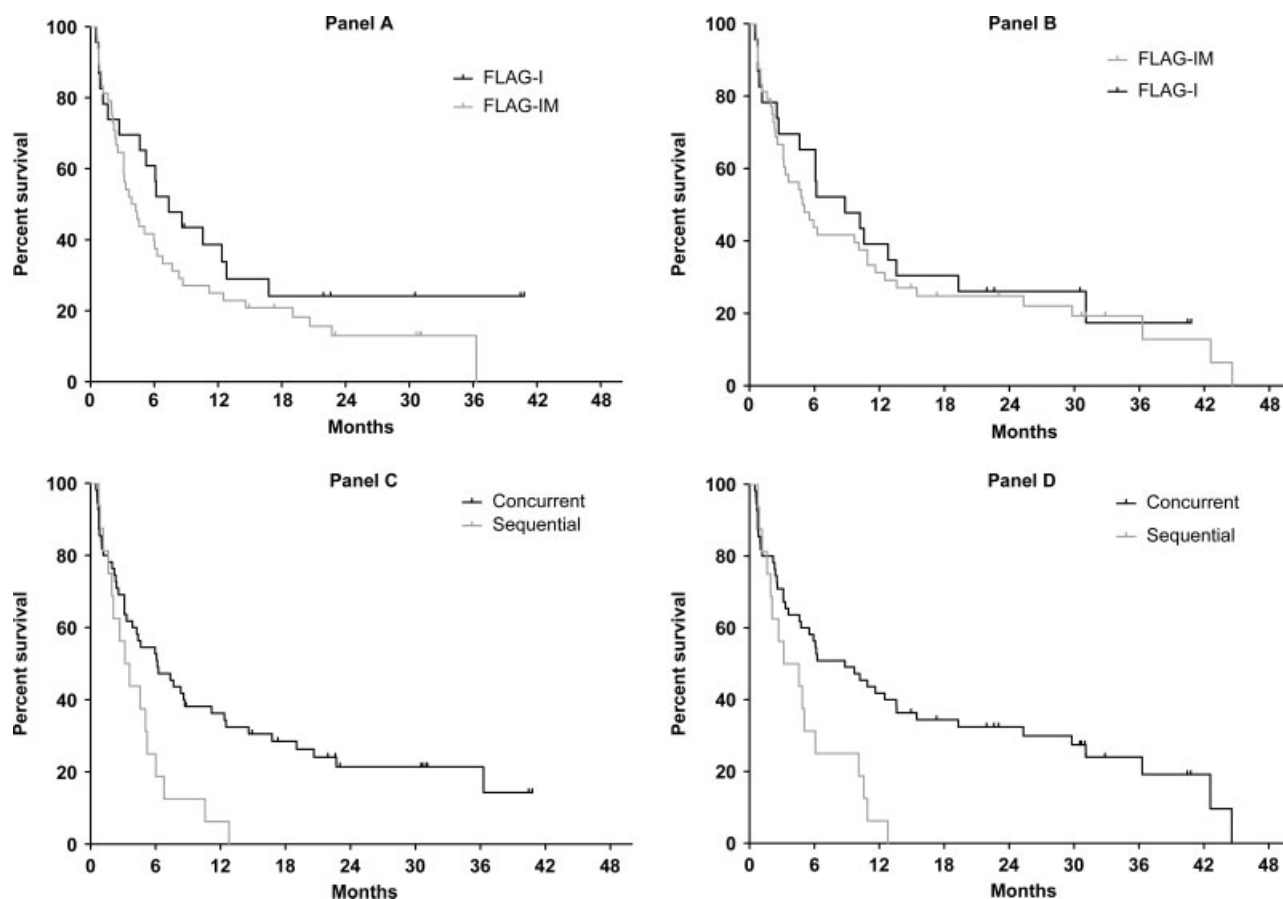 Panel A
100
80
60
40
20
0
Percent survival
FLAG-I
FLAG-IM
0 6 12 18 24 30 36 42 48
Months
Panel B
100
80
60
40
20
0
Percent survival
FLAG-IM
FLAG-I
0 6 12 18 24 30 36 42 48
Months
Panel C
100
80
60
40
20
0
Percent survival
Concurrent
Sequential
0 6 12 18 24 30 36 42 48
Months
Panel D
100
80
60
40
20
0
Percent survival
Concurrent
Sequential
0 6 12 18 24 30 36 42 48
Months